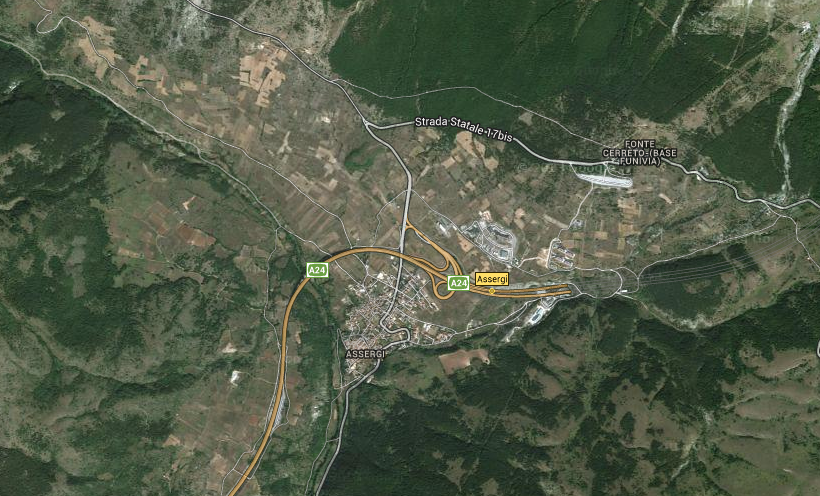 Strada Statale 17bis
FONTE
CERRETO (BASE
FUNIVIA)
A24
A24
Assergi
ASSERGI